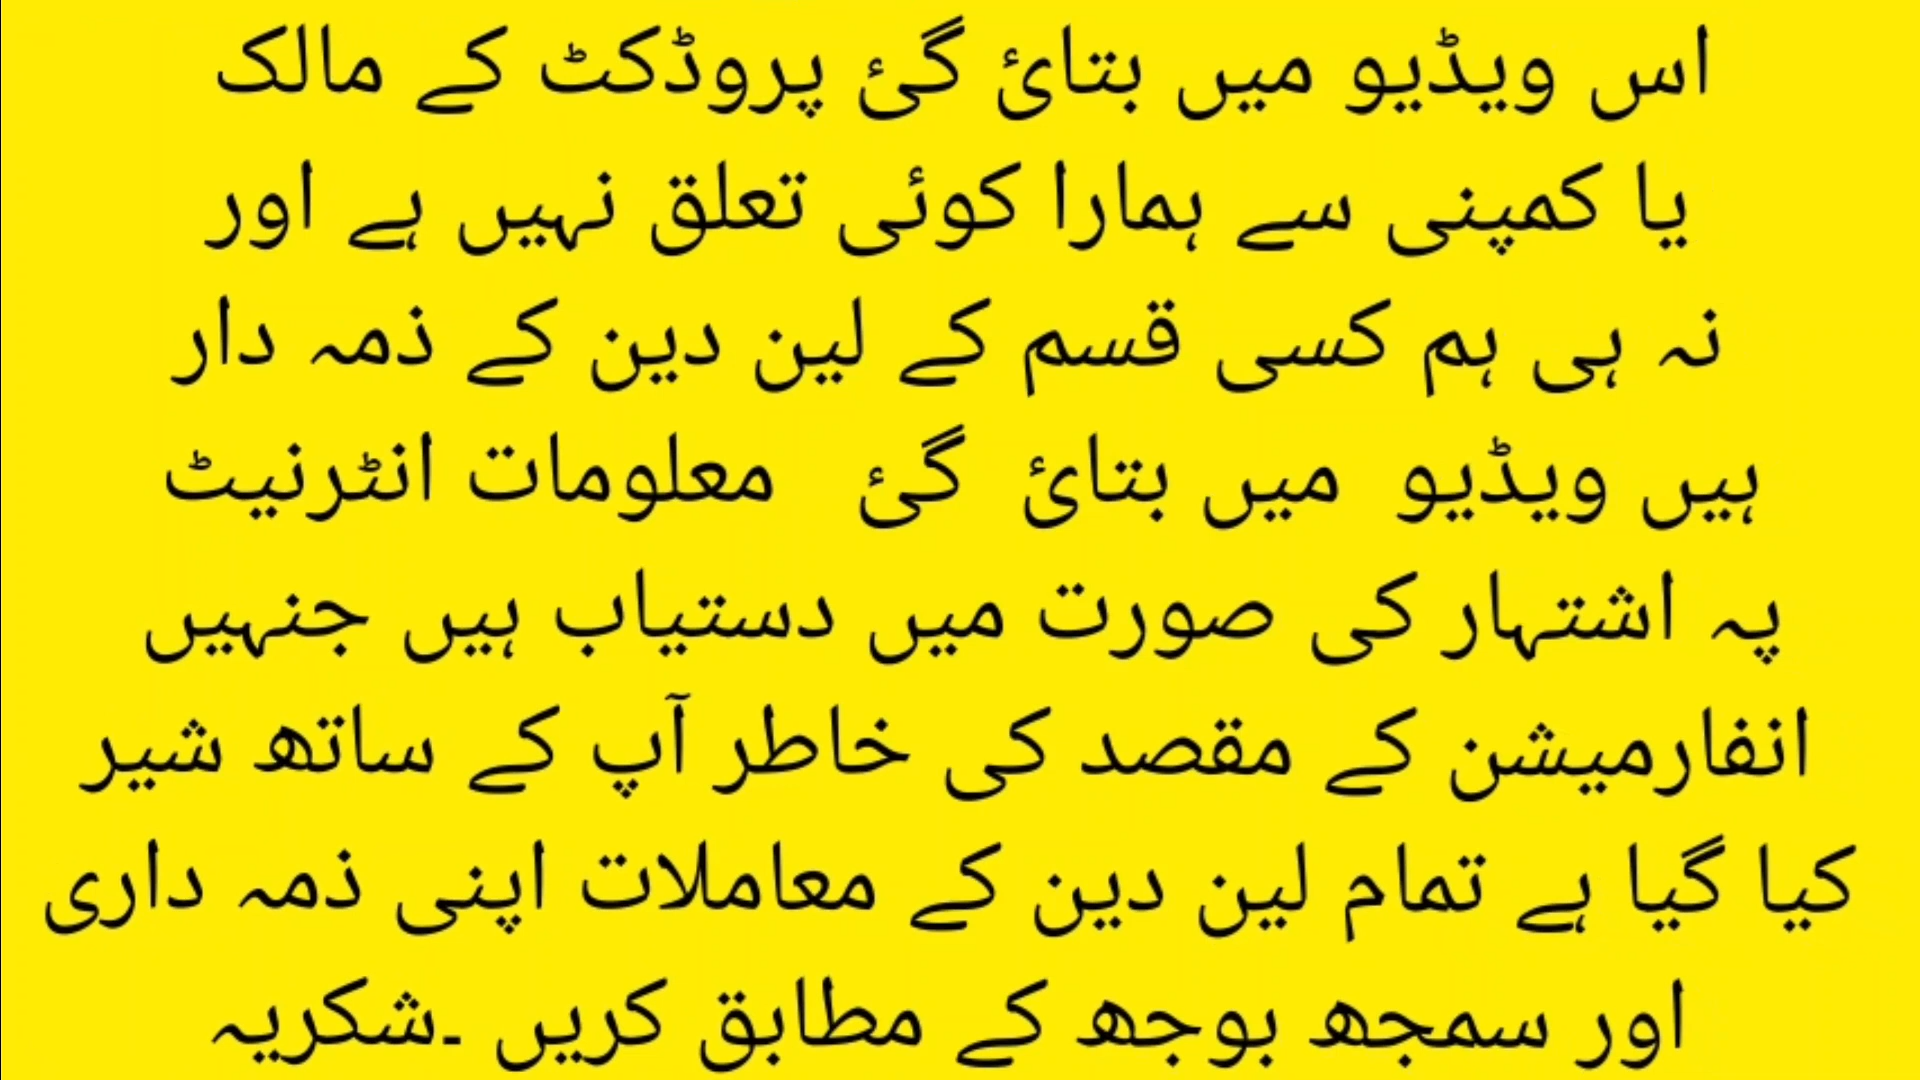 اس ویڈیو میں بتائ گئ پروڈکٹ کے مالک
یا کمپنی سے ہمارا کوئی تعلق نہیں ہے اور
نہ ہی ہم کسی قسم کے لین دین کے ذمہ دار
ہیں ویڈیو میں بتائ گئ معلومات انٹرنیٹ
پہ اشتہار کی صورت میں دستیاب ہیں جنہیں
انفارمیشن کے مقصد کی خاطر آپ کے ساتھ شیر
کیا گیا ہے تمام لین دین کے معاملات اپنی ذمہ داری
اور سمجھ بوجھ کے مطابق کریں ۔شکریہ